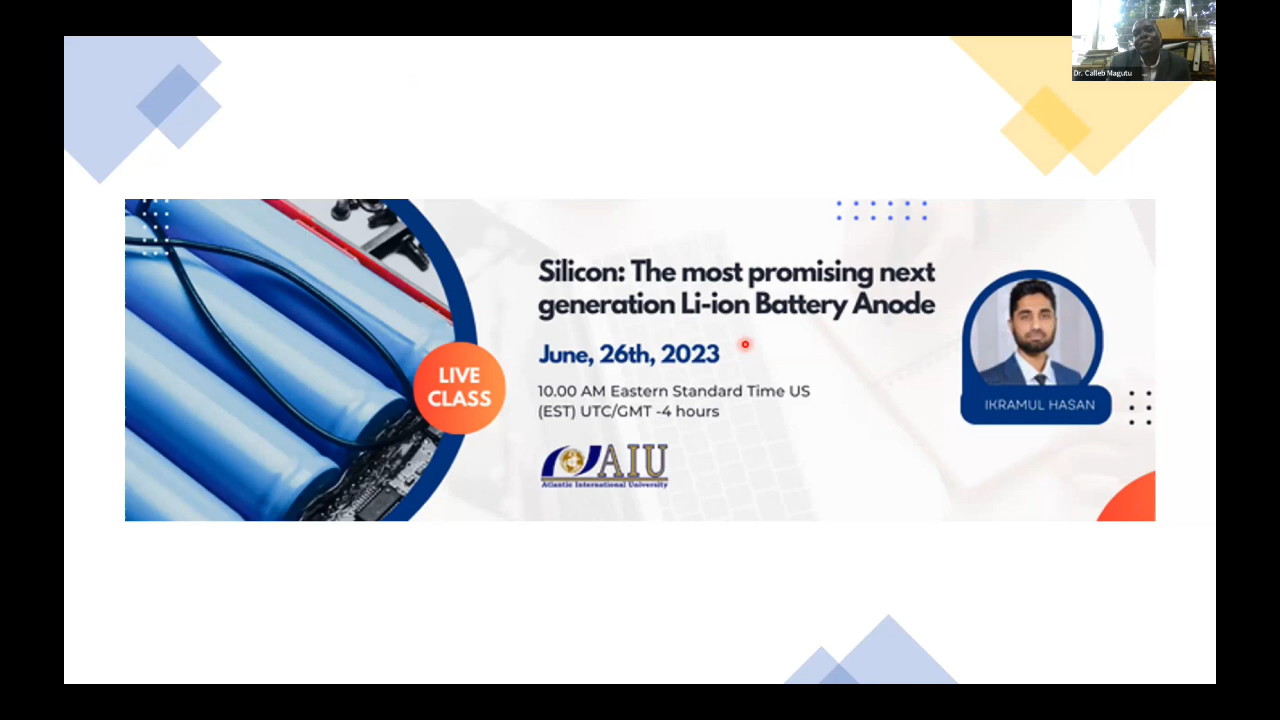 Dr. Calleb Magutu
Silicon: The most promising next
generation Li-ion Battery Anode
June, 26th, 2023
10.00 AM Eastern Standard Time US
(EST) UTC/GMT -4 hours
LIVE
CLASS
IKRAMUL HASAN
AIU
Atlantic International University